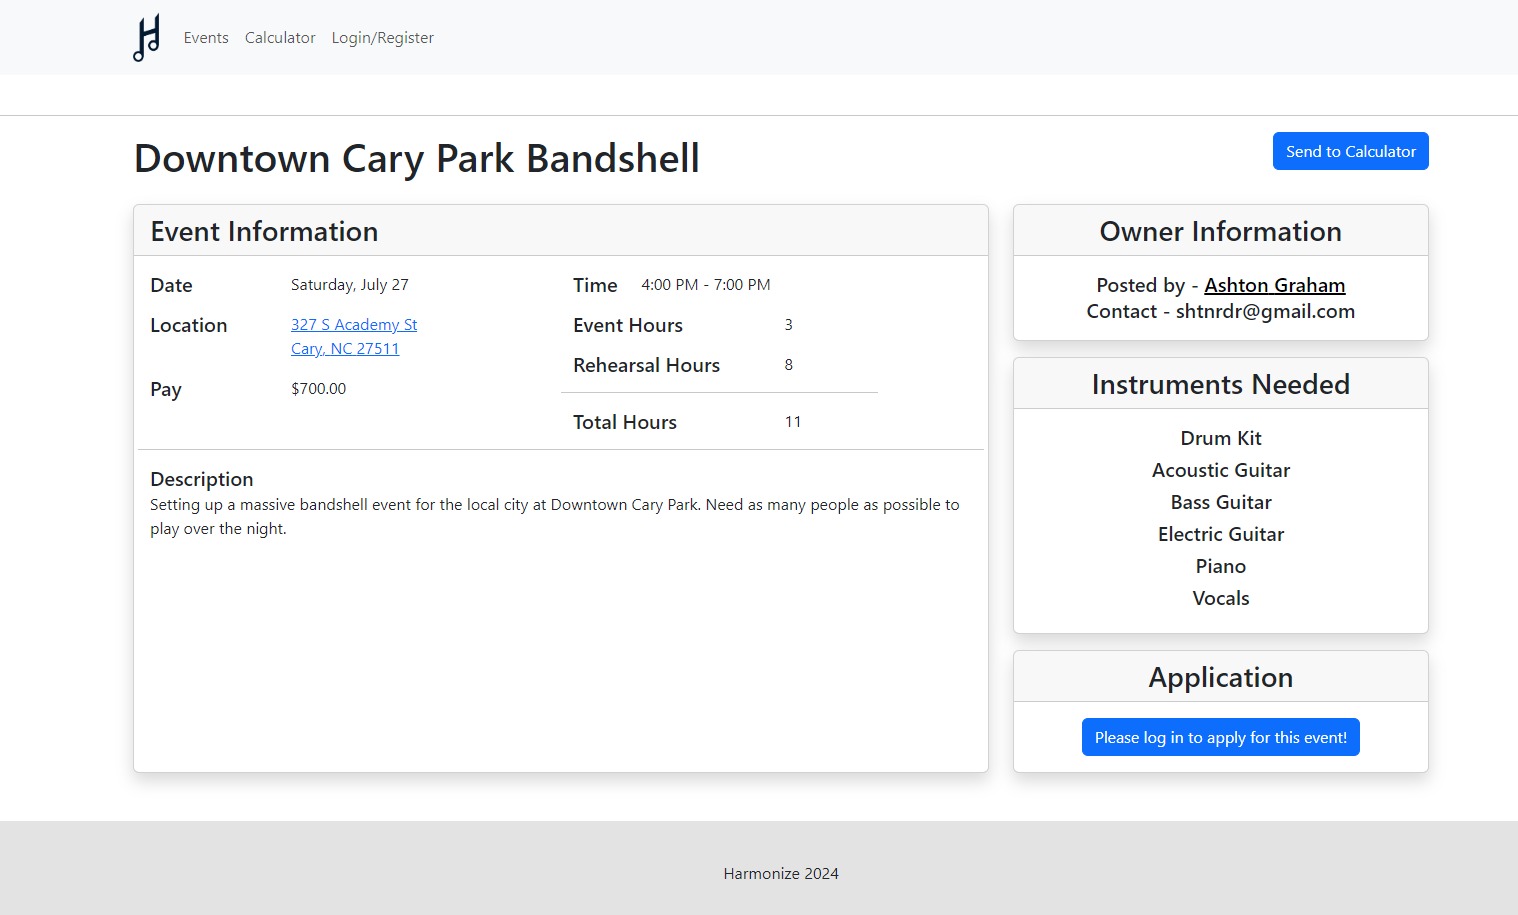 Events Calculator Login/Register
Downtown Cary Park Bandshell
Send to Calculator
Event Information
Date Saturday, July 27
Location 327 S Academy St
Cary, NC 27511
Pay $700.00
Time 4:00 PM - 7:00 PM
Event Hours 3
Rehearsal Hours 8
Total Hours 11
Description
Setting up a massive bandshell event for the local city at Downtown Cary Park. Need as many people as possible to
play over the night.
Owner Information
Posted by - Ashton Graham
Contact - shtnrdr@gmail.com
Instruments Needed
Drum Kit
Acoustic Guitar
Bass Guitar
Electric Guitar
Piano
Vocals
Application
Please log in to apply for this event!
Harmonize 2024